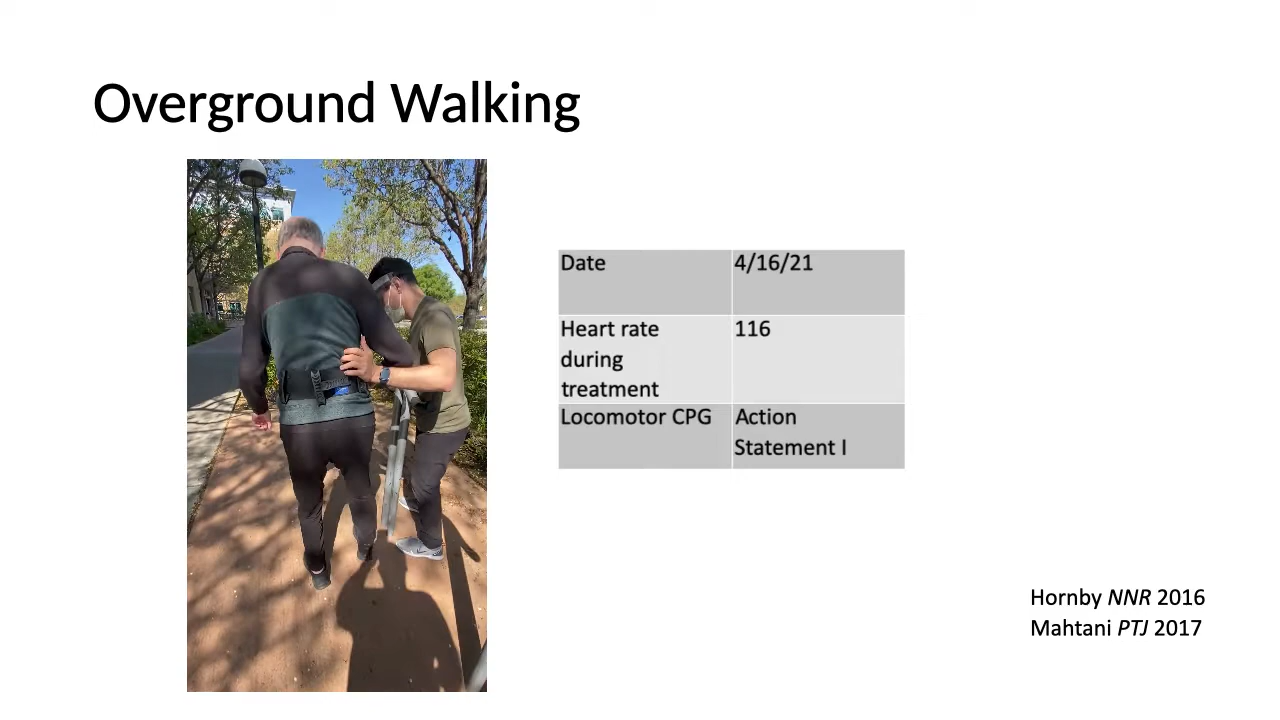 Overground Walking
Date
4/16/21
Heart rate
during
treatment
116
Locomotor CPG
Action
Statement I
Hornby NNR 2016
Mahtani PTJ 2017